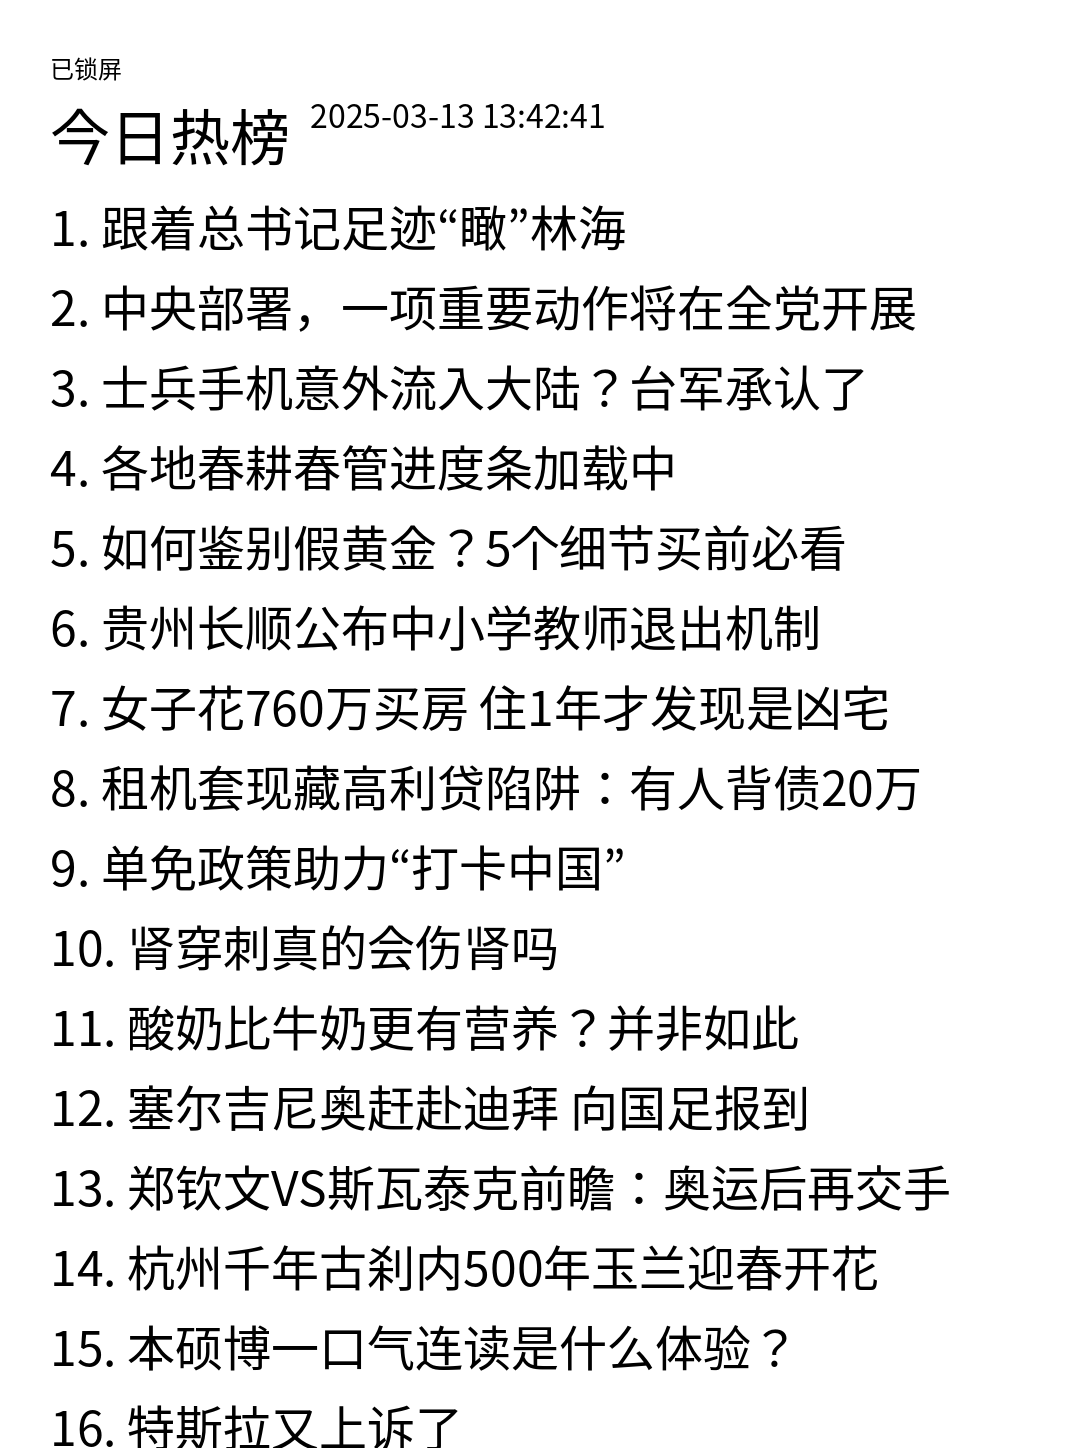 已锁屏
今日热榜 2025-03-13 13:42:41
1. 跟着总书记足迹“瞰”林海
2. 中央部署，一项重要动作将在全党开展
3. 士兵手机意外流入大陆？台军承认了
4. 各地春耕春管进度条加载中
5. 如何鉴别假黄金？5个细节买前必看
6. 贵州长顺公布中小学教师退出机制
7. 女子花760万买房 住1年才发现是凶宅
8. 租机套现藏高利贷陷阱：有人背债20万
9. 单免政策助力“打卡中国”
10. 肾穿刺真的会伤肾吗
11. 酸奶比牛奶更有营养？并非如此
12. 塞尔吉尼奥赶赴迪拜 向国足报到
13. 郑钦文VS斯瓦泰克前瞻：奥运后再交手
14. 杭州千年古刹内500年玉兰迎春开花
15. 本硕博一口气连读是什么体验？
16. 特斯拉又上诉了